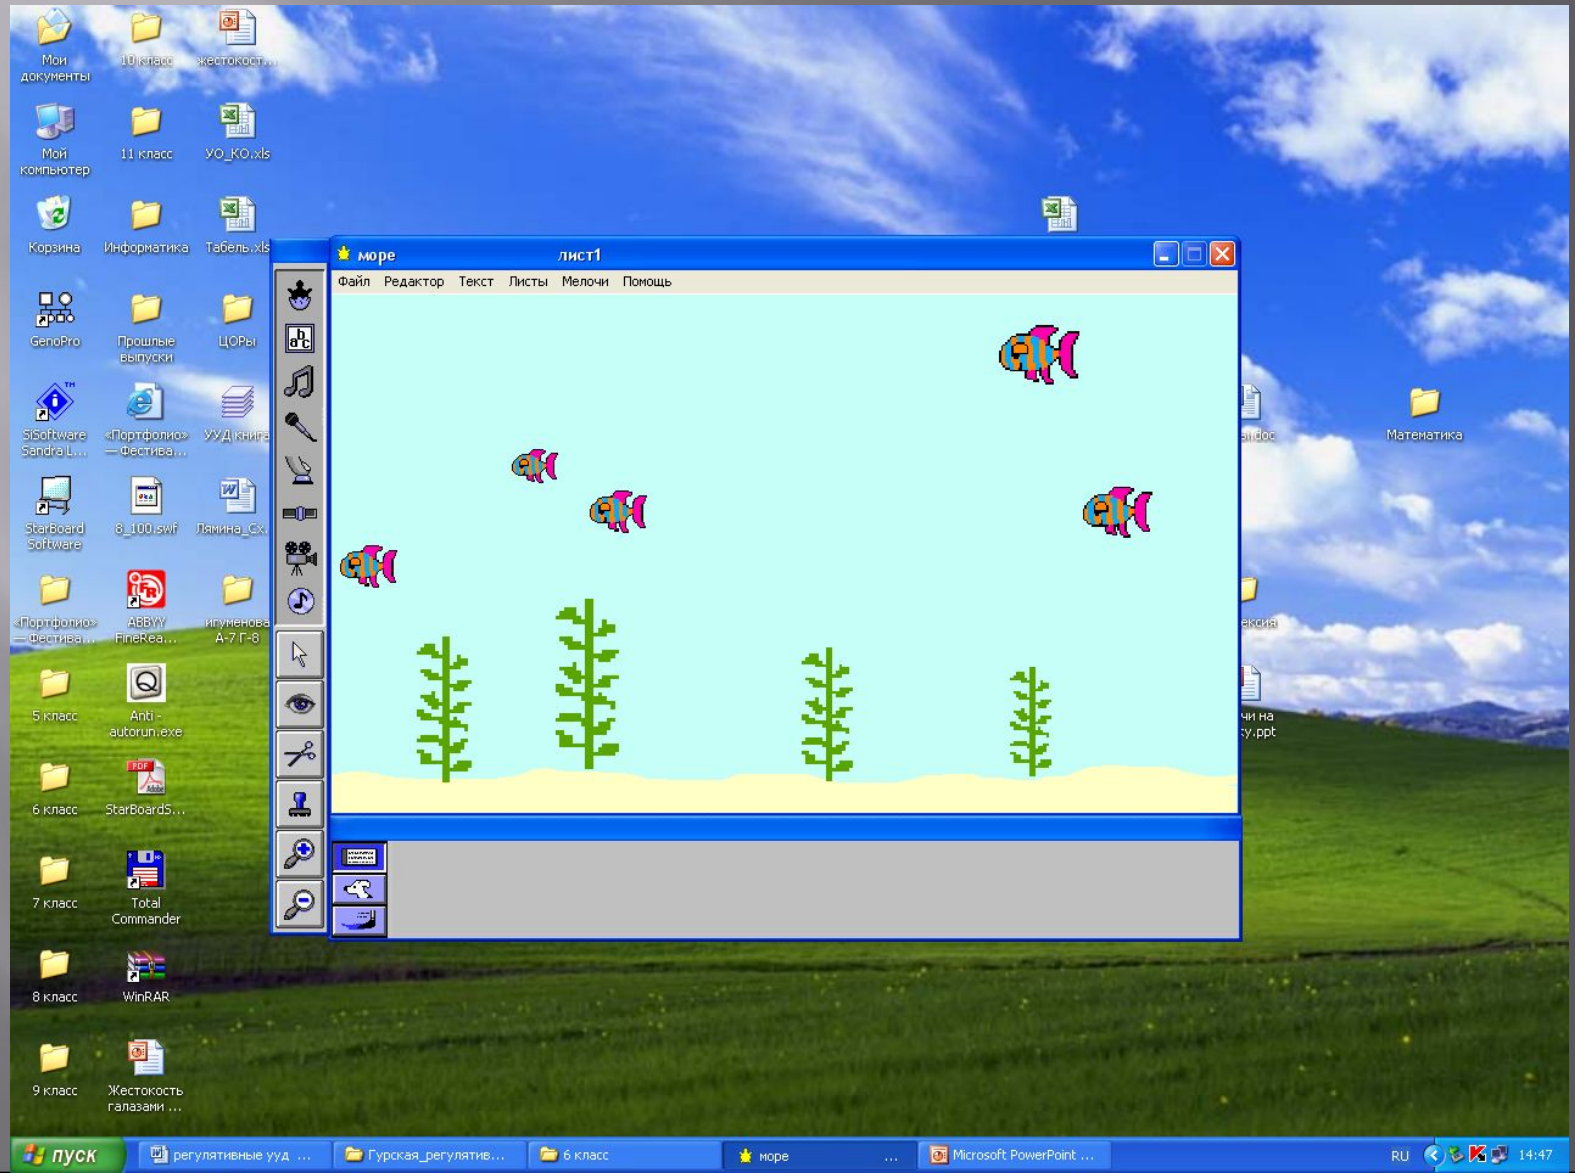 Мои
документы
10 класс
жестокост...
Мой
компьютер
11 класс
УО_КО.xls
Корзина
Информатика
Табель.xls
GenoPro
Прошлые
выпуски
ЦОРы
SiSoftware
Sandra L...
«Портфолио»
— Фестива...
УУД книга
StarBoard
Software
8_100.swf
Лямина_Сх.
«Портфолио»
— Фестива...
ABBYY
FineRea...
игуменова
А-7 Г-8
5 класс
Anti -
autorun.exe
6 класс
StarBoardS...
7 класс
Total
Commander
8 класс
WinRAR
9 класс
Жестокость
галазами ...
море
лист1
Файл Редактор Текст Листы Мелочи Помощь
Математика
пуск
регулятивные ууд ...
Гурская_регулятив...
6 класс
море ...
Microsoft PowerPoint ...
RU
14:47